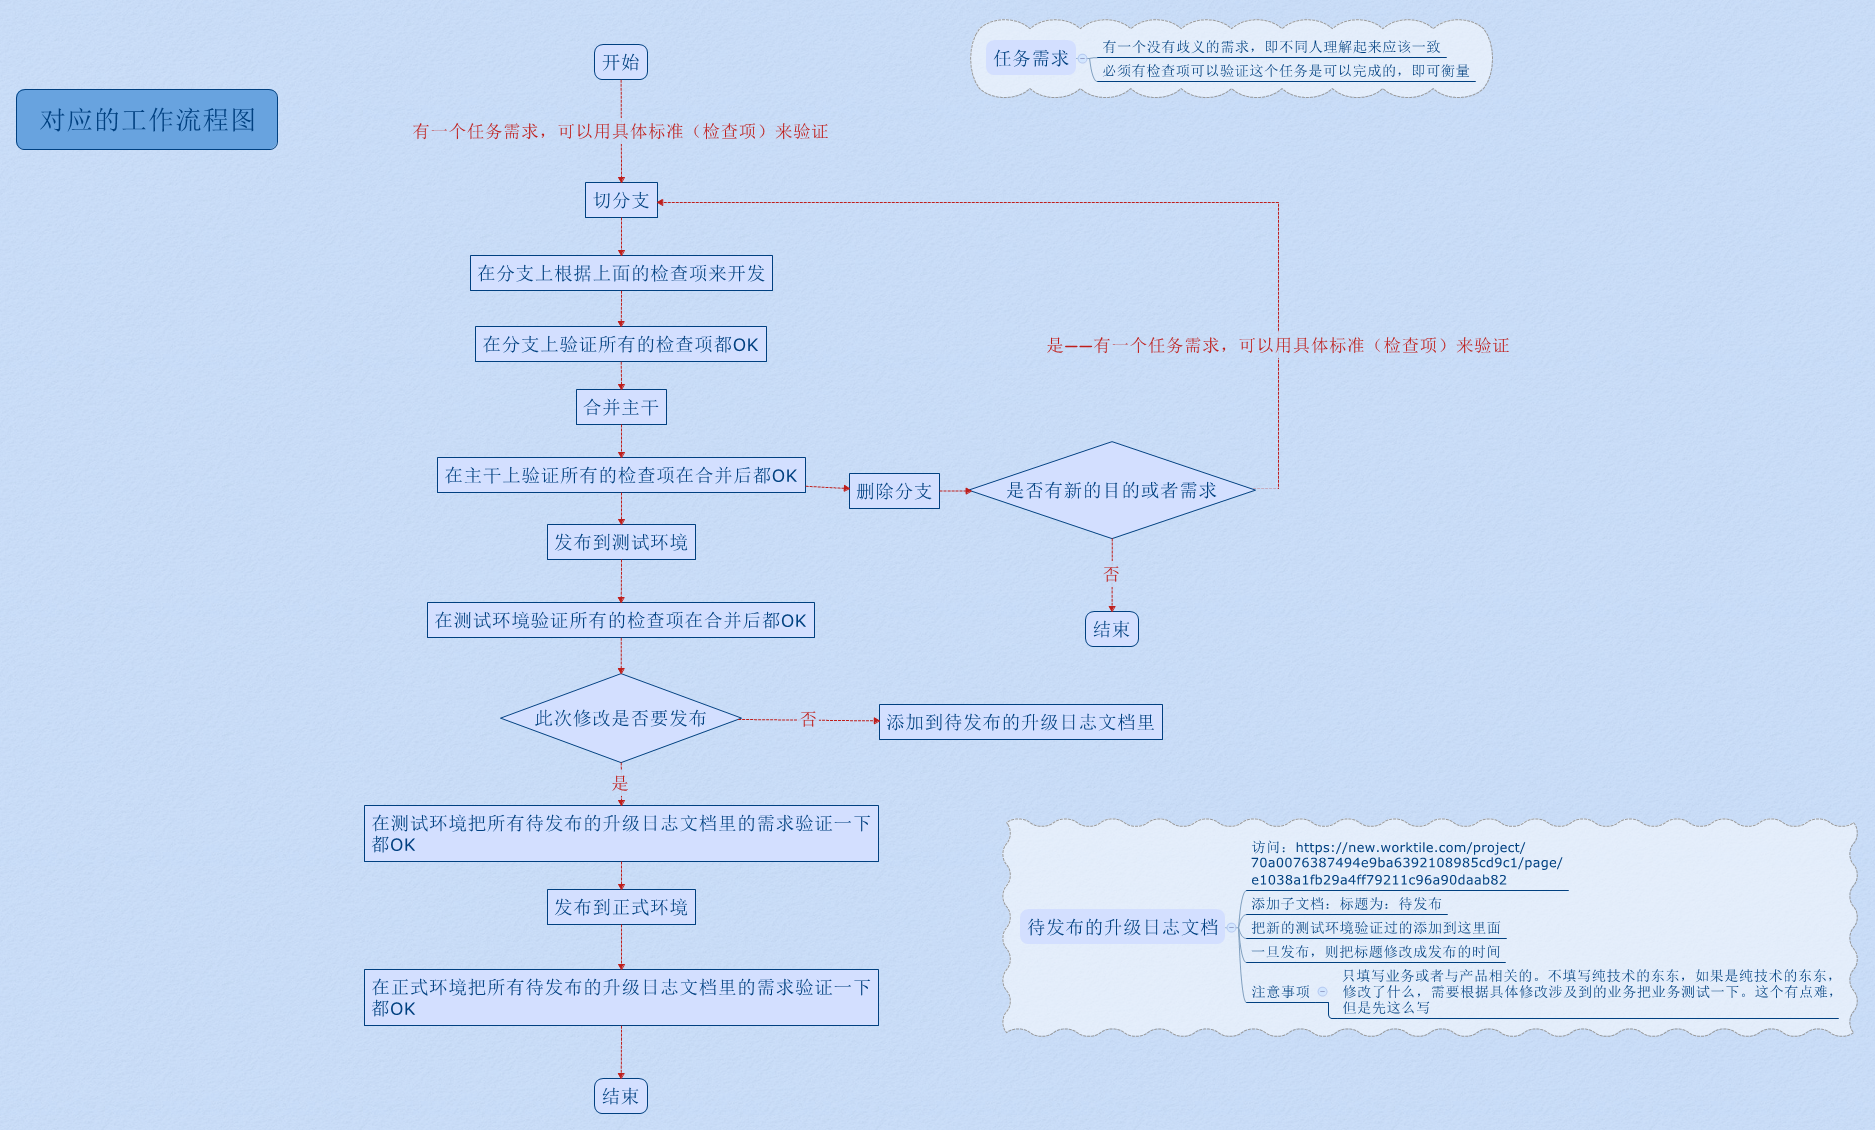 开始
任务需求
有一个没有歧义的需求，即不同人理解起来应该一致
必须有检查项可以验证这个任务是可以完成的，即可衡量
对应的工作流程图
有一个任务需求，可以用具体标准（检查项）来验证
切分支
在分支上根据上面的检查项来开发
在分支上验证所有的检查项都OK
是——有一个任务需求，可以用具体标准（检查项）来验证
合并主干
在主干上验证所有的检查项在合并后都OK
删除分支
是否有新的目的或者需求
发布到测试环境
否
在测试环境验证所有的检查项在合并后都OK
结束
此次修改是否要发布
否
添加到待发布的升级日志文档里
是
在测试环境把所有待发布的升级日志文档里的需求验证一下
都OK
发布到正式环境
在正式环境把所有待发布的升级日志文档里的需求验证一下
都OK
结束
待发布的升级日志文档
访问：https://new.worktile.com/project/
70a0076387494e9ba6392108985cd9c1/page/
e1038a1fb29a4ff79211c96a90daab82
添加子文档：标题为：待发布
把新的测试环境验证过的添加到这里面
一旦发布，则把标题修改成发布的时间
注意事项
只填写业务或者与产品相关的。不填写纯技术的东东，如果是纯技术的东东，
修改了什么，需要根据具体修改涉及到的业务把业务测试一下。这个有点难，
但是先这么写